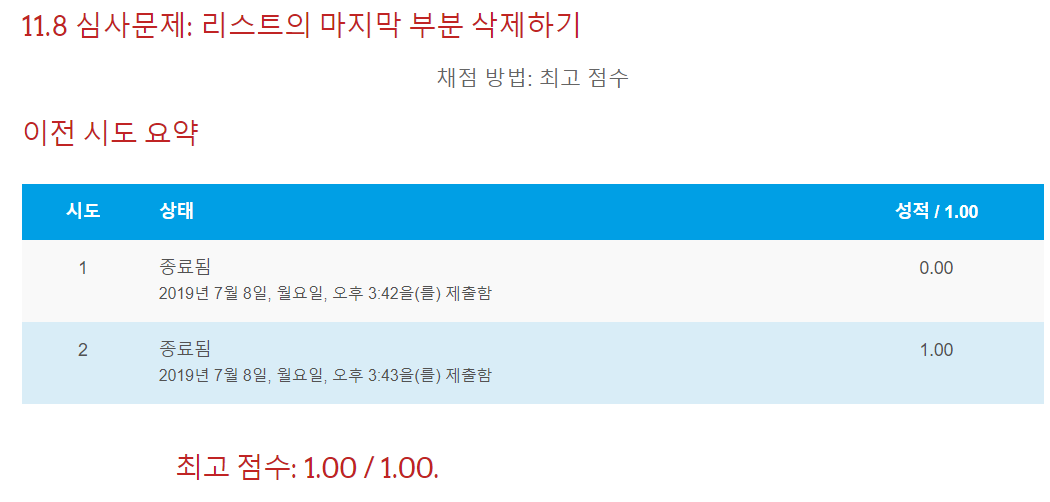 11.8 심사문제: 리스트의 마지막 부분 삭제하기
채점 방법: 최고 점수
이전 시도 요약
시도 상태 성적 / 1.00
1 종료됨 0.00
2019년 7월 8일, 월요일, 오후 3:42을(를) 제출함
2 종료됨 1.00
2019년 7월 8일, 월요일, 오후 3:43을(를) 제출함
최고 점수: 1.00 / 1.00.